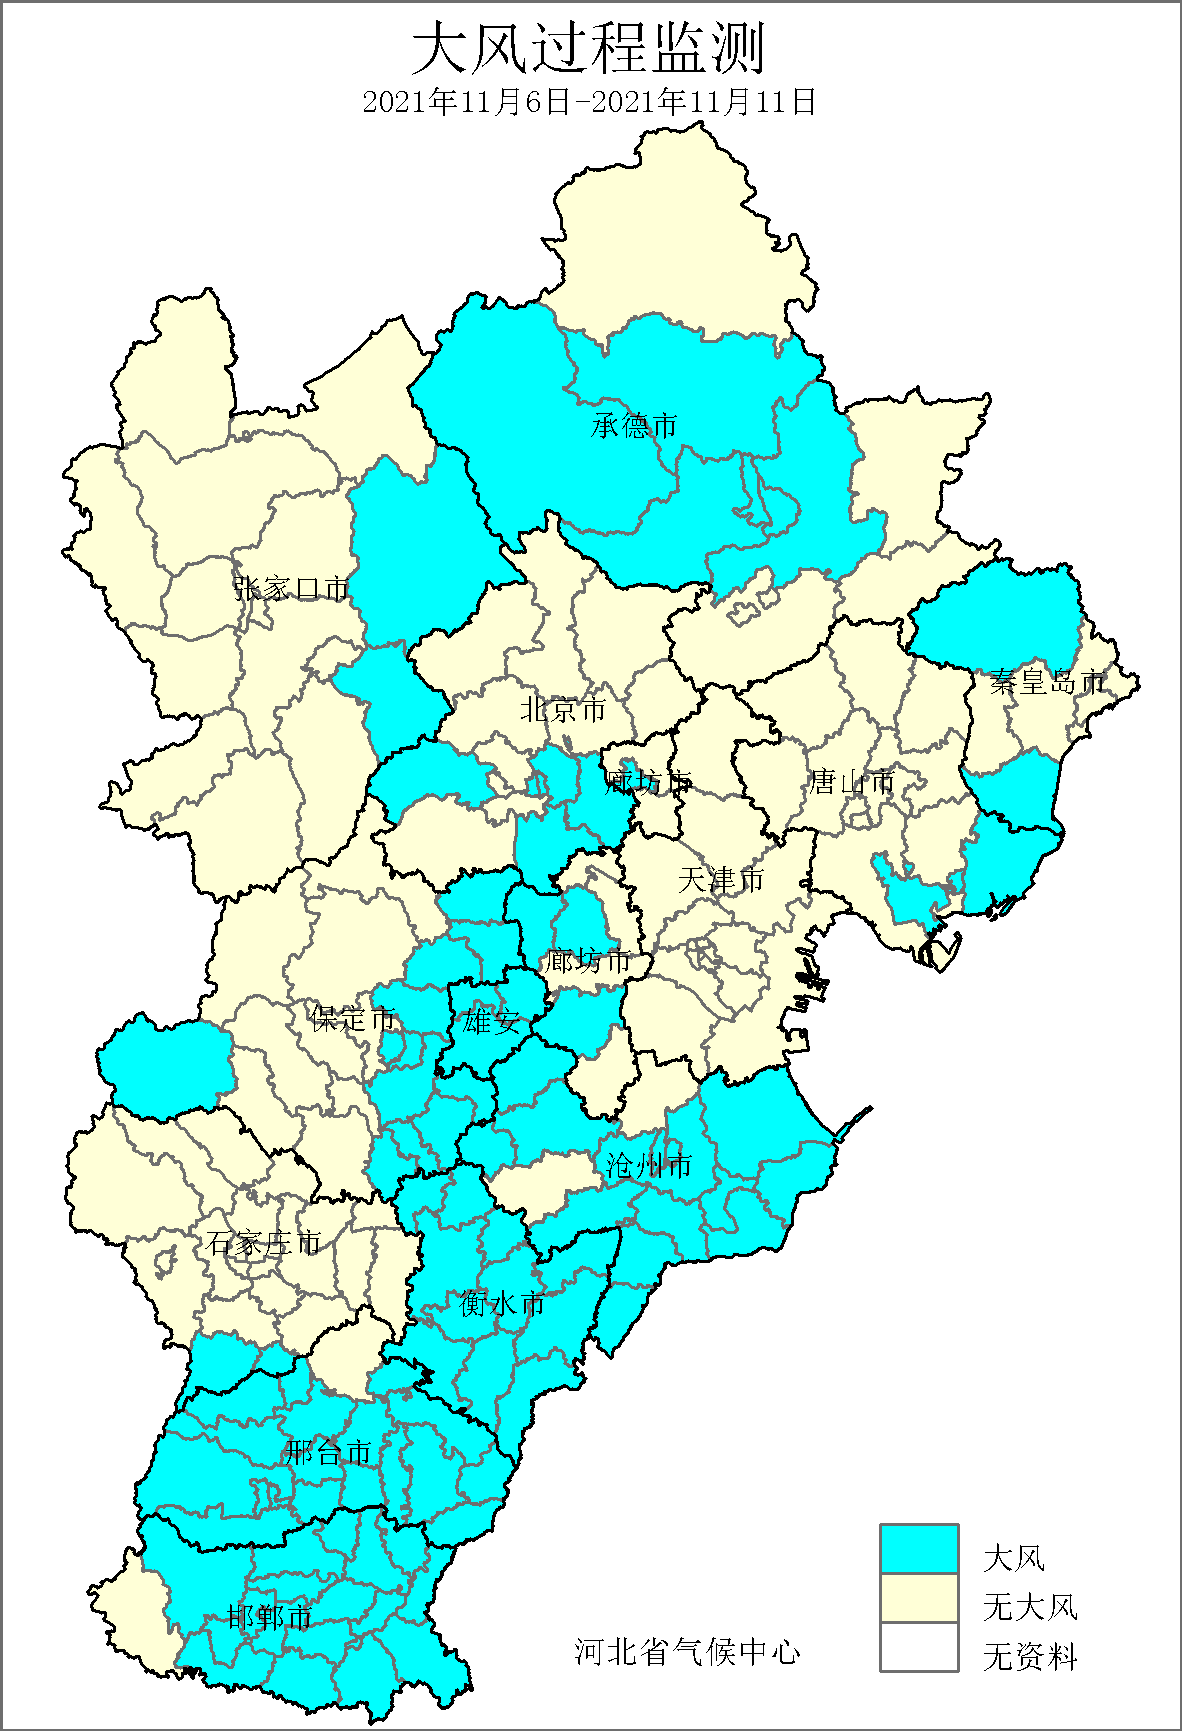 大风过程监测
2021年11月6日-2021年11月11日
承德市
张家口市
秦皇岛市
北京市
廊坊市
唐山市
天津市
廊坊市
保定市
雄安
沧州市
石家庄市
衡水市
邢台市
邯郸市
大风
无大风
无资料
河北省气候中心